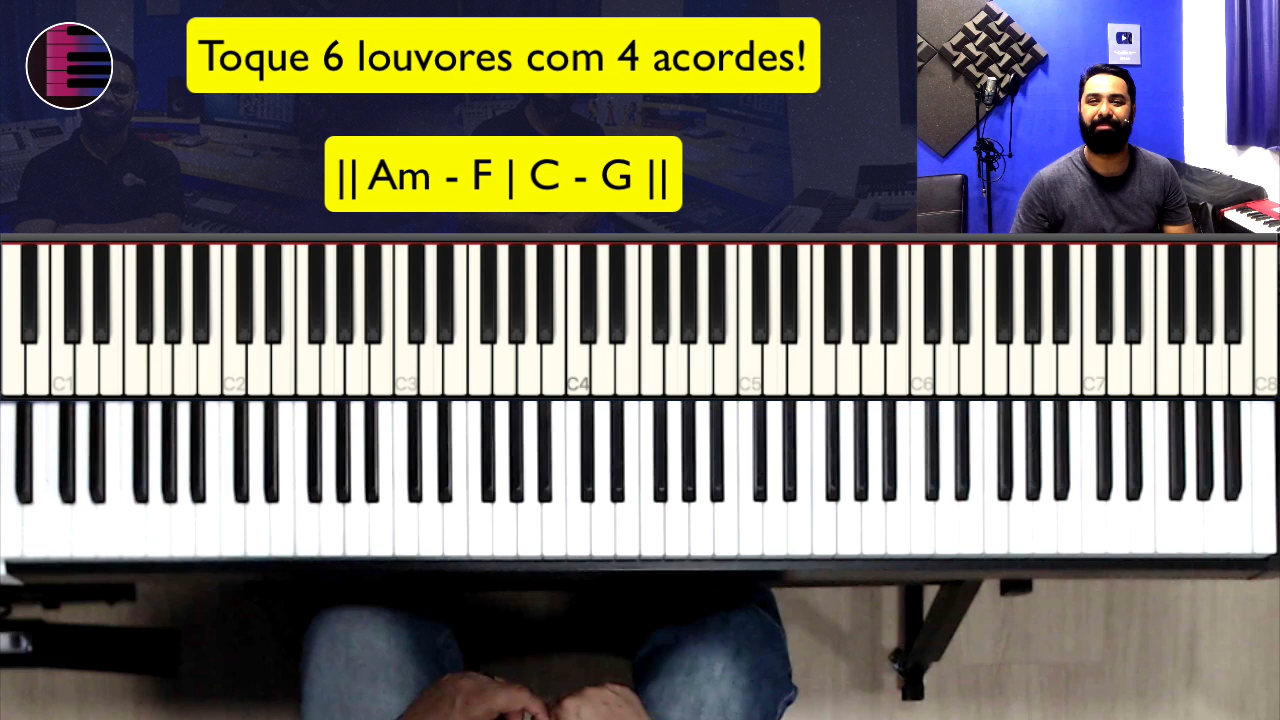 Toque 6 louvores com 4 acordes!
|| Am - F | C - G ||
C1 C2 C3 C4 C5 C6 C7 C8